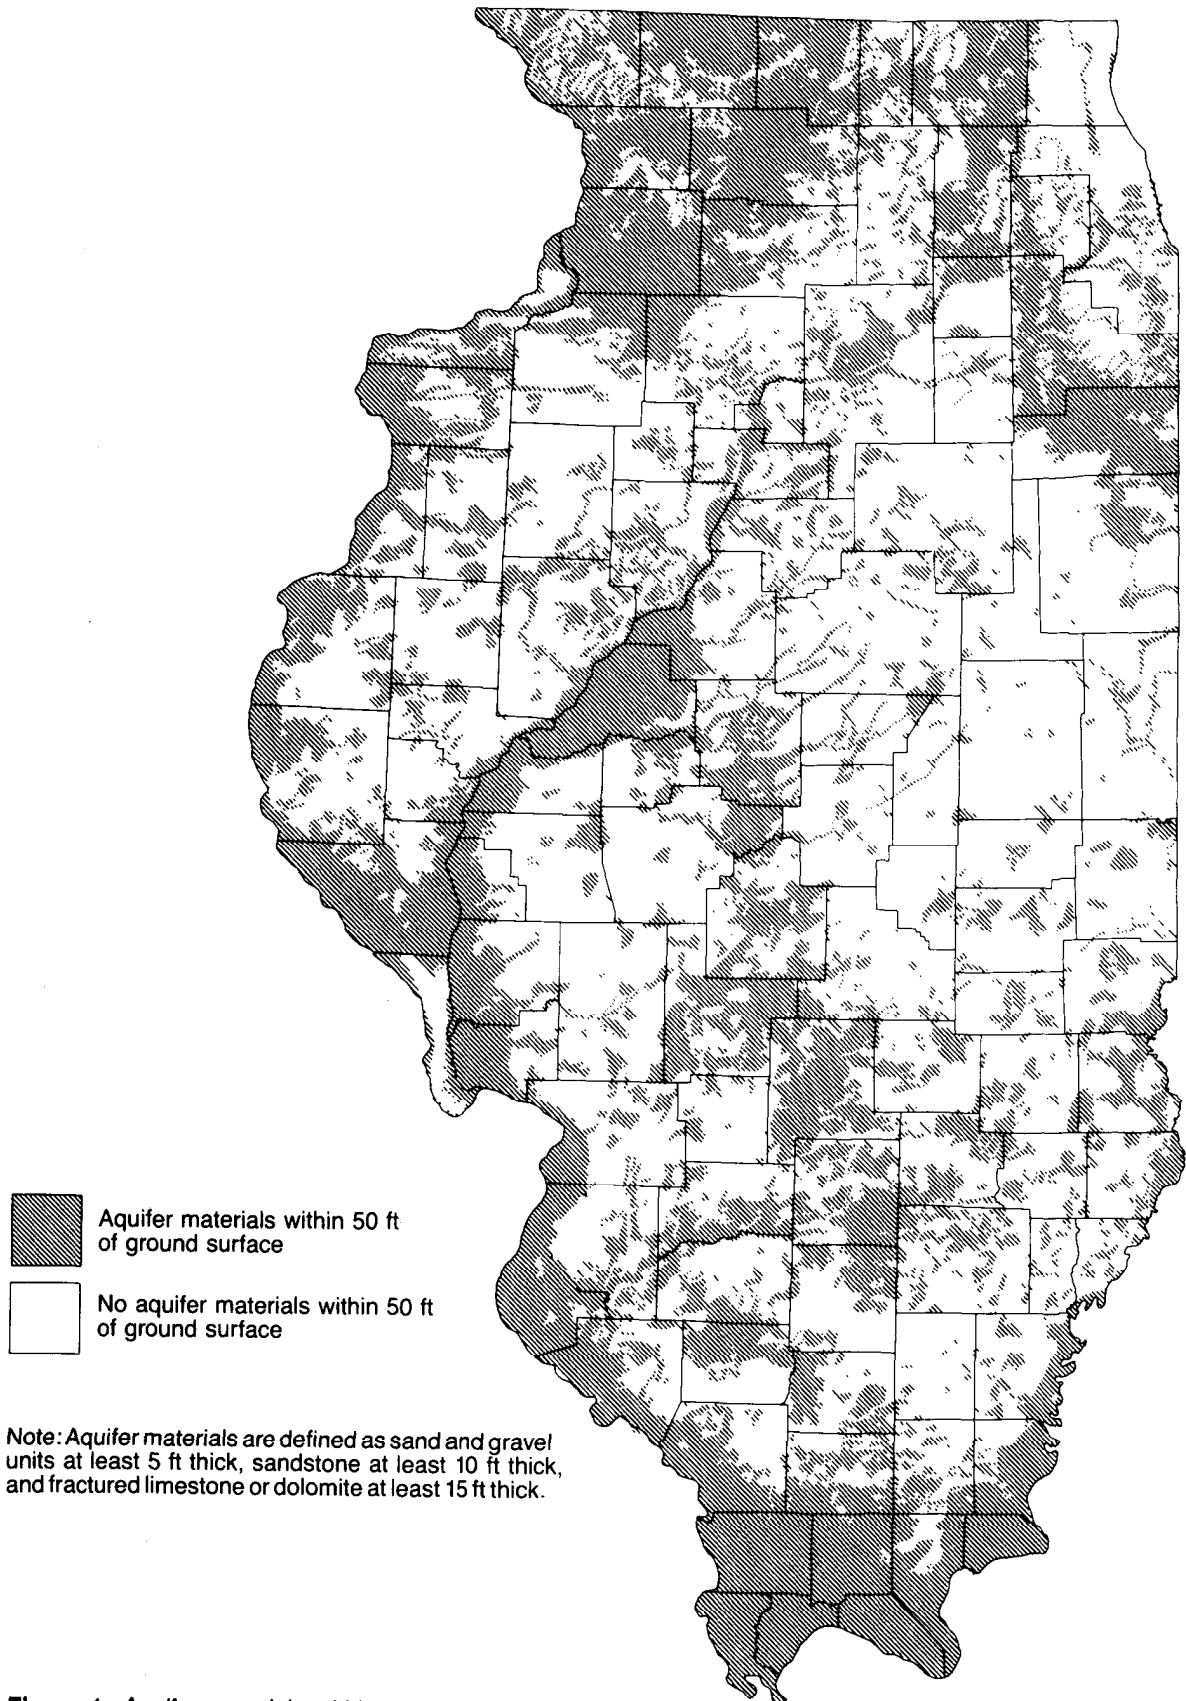 Aquifer materials within 50 ft
of ground surface
No aquifer materials within 50 ft
of ground surface
Note: Aquifer materials are defined as sand and gravel
units at least 5 ft thick, sandstone at least 10 ft thick,
and fractured limestone or dolomite at least 15 ft thick.